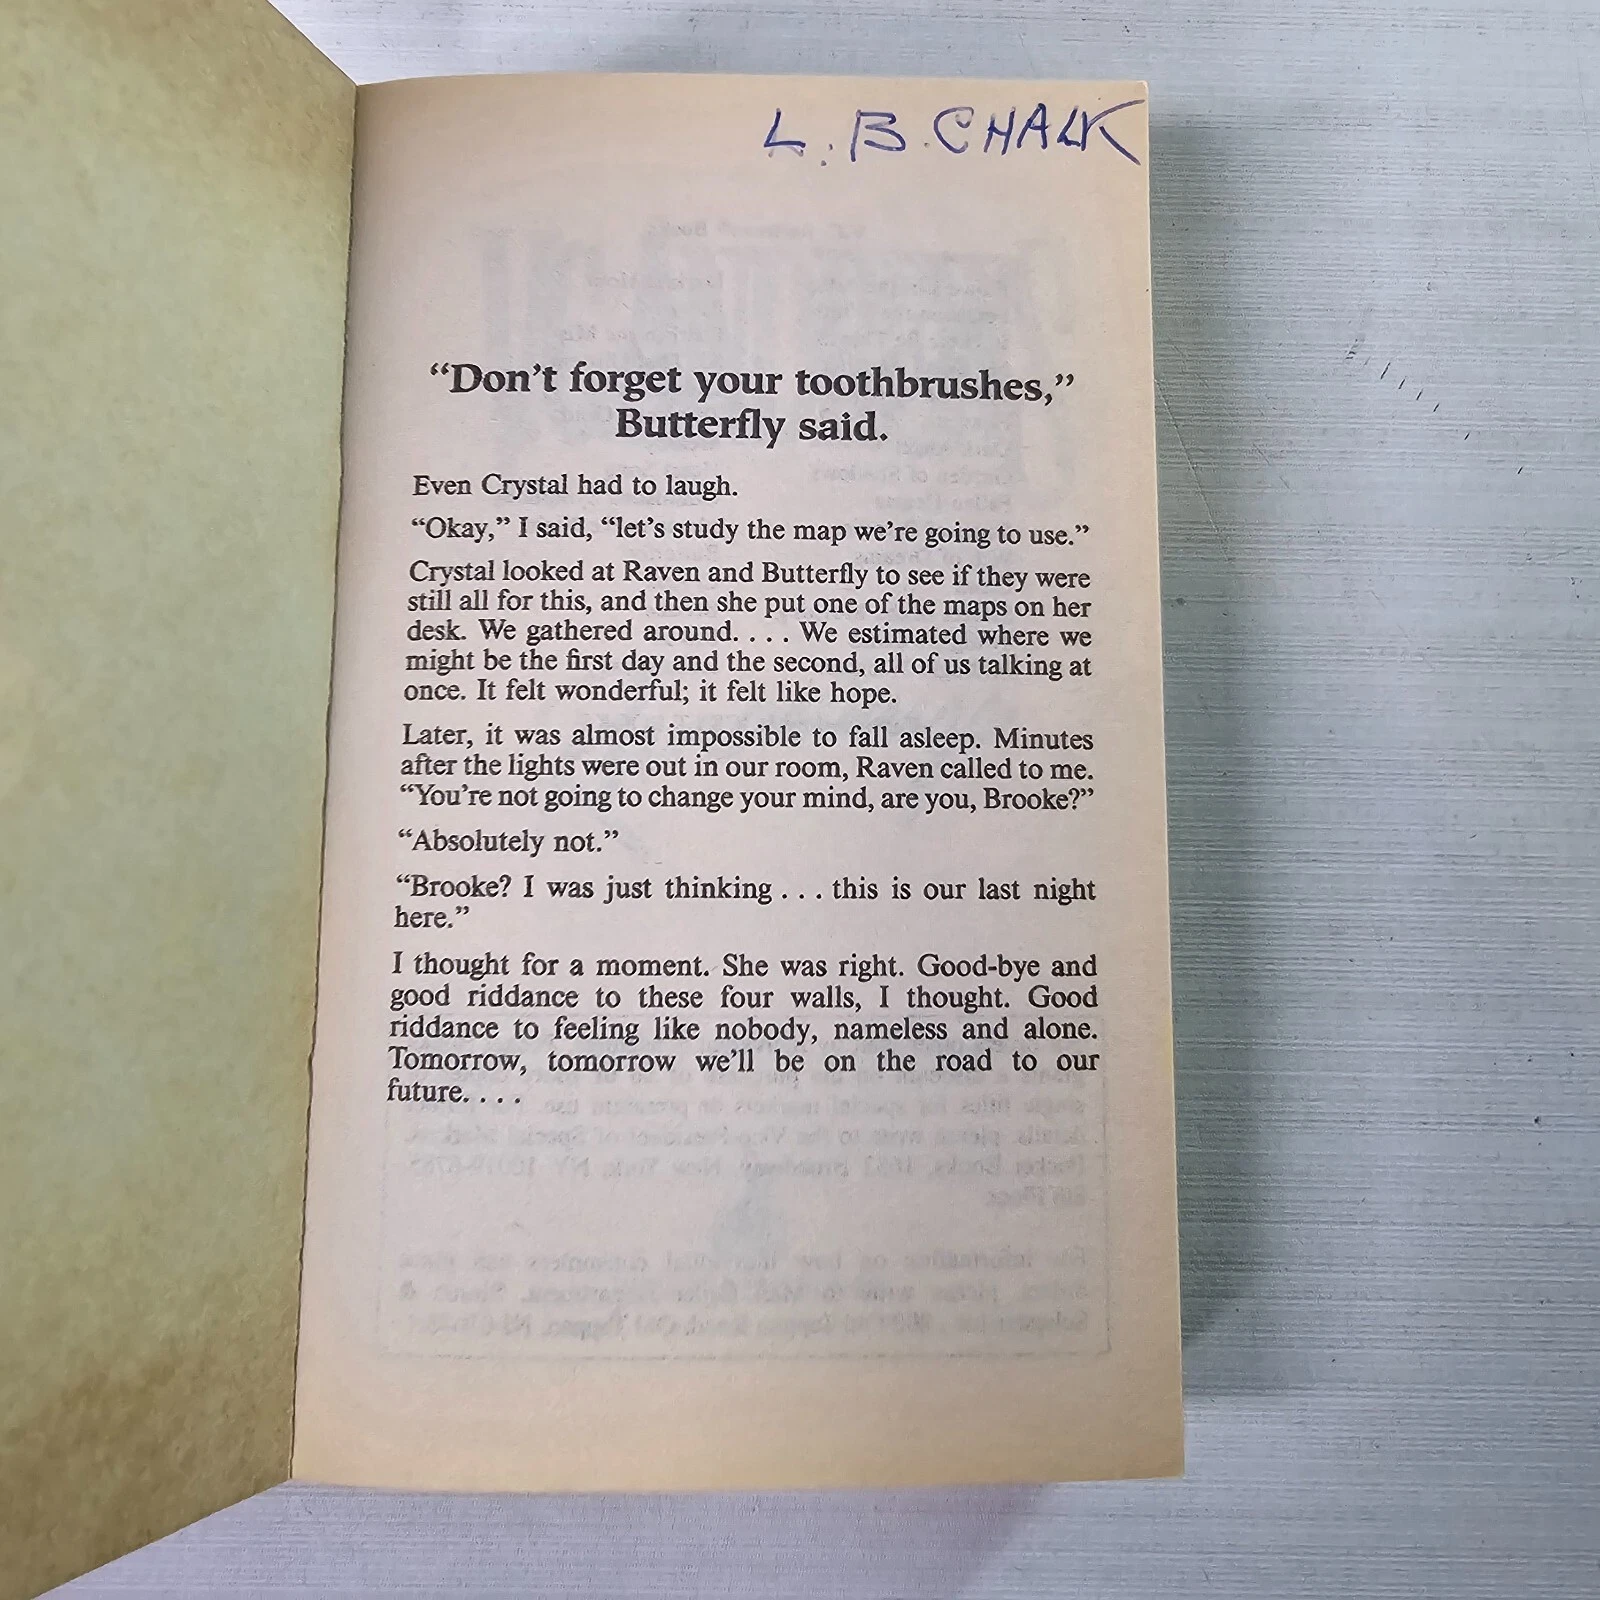 L. B. CHALK
“Don’t forget your toothbrushes,”
Butterfly said.
Even Crystal had to laugh.
“Okay,” I said, “let’s study the map we’re going to use.”
Crystal looked at Raven and Butterfly to see if they were
still all for this, and then she put one of the maps on her
desk. We gathered around. . . . We estimated where we
might be the first day and the second, all of us talking at
once. It felt wonderful; it felt like hope.
Later, it was almost impossible to fall asleep. Minutes
after the lights were out in our room, Raven called to me.
“You’re not going to change your mind, are you, Brooke?”
“Absolutely not.”
“Brooke? I was just thinking . . . this is our last night
here.”
I thought for a moment. She was right. Good-bye and
good riddance to these four walls, I thought. Good
riddance to feeling like nobody, nameless and alone.
Tomorrow, tomorrow we’ll be on the road to our
future. . . .